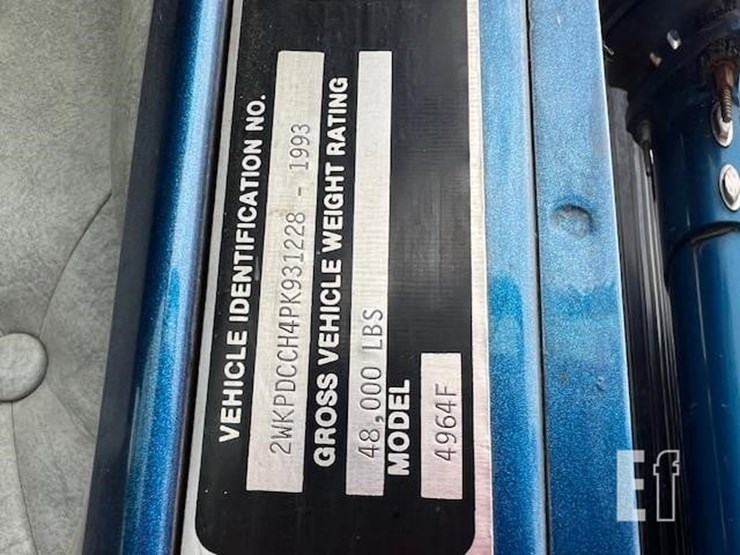 VEHICLE IDENTIFICATION NO.
2WKPDCCH4PK931228 - 1993
GROSS VEHICLE WEIGHT RATING
48,000 LBS
MODEL
4964F
Ef